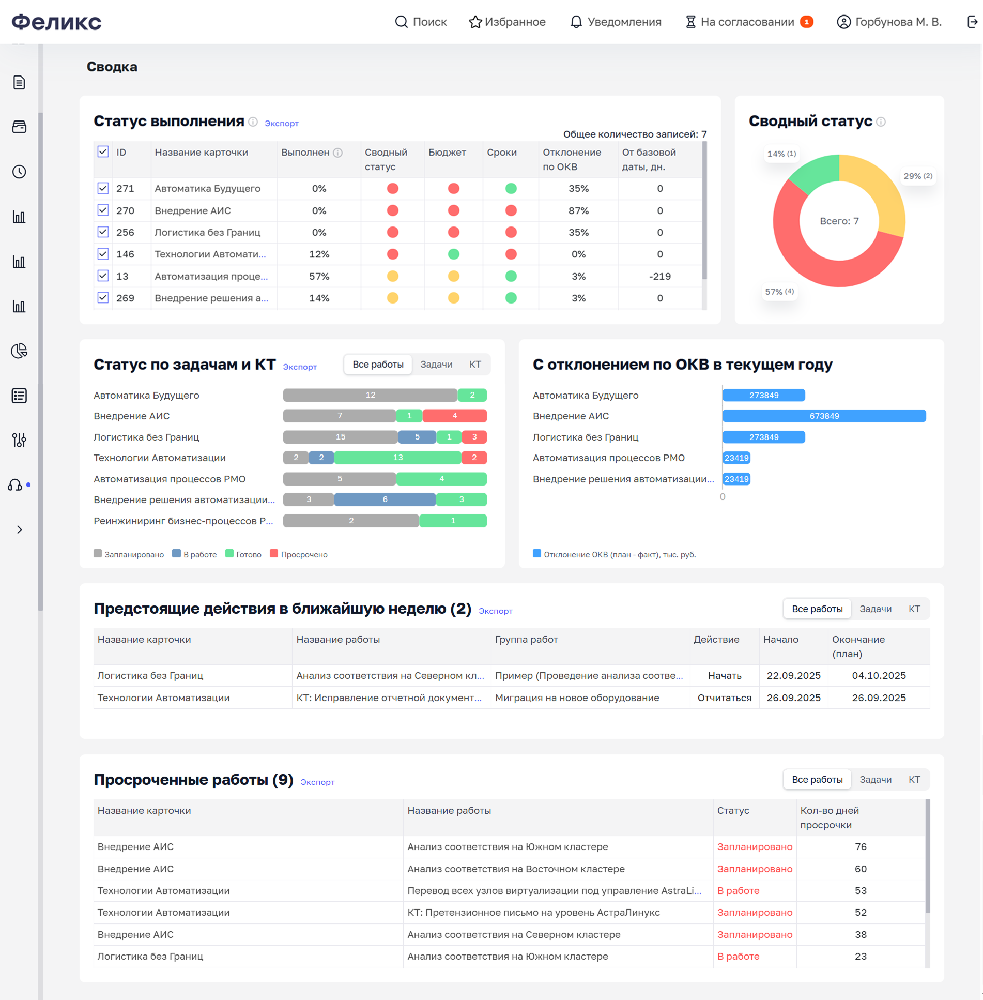 Феликс
Поиск
Избранное
Уведомления
На согласовании 1
Горбунова М. В.
Сводка
Статус выполнения Экспорт
Общее количество записей: 7
ID Название карточки Выполнен Сводный статус Бюджет Сроки Отклонение по ОКВ От базовой даты, дн.
271 Автоматика Будущего 0% 35% 0
270 Внедрение АИС 0% 87% 0
256 Логистика без Границ 0% 35% 0
146 Технологии Автомати... 12% 0% 0
13 Автоматизация проце... 57% 3% -219
269 Внедрение решения а... 14% 3% 0
Сводный статус
14% (1)
29% (2)
Всего: 7
57% (4)
Статус по задачам и КТ Экспорт
Все работы Задачи КТ
Автоматика Будущего 12 2
Внедрение АИС 7 1 4
Логистика без Границ 15 5 1 3
Технологии Автоматизации 2 2 13 2
Автоматизация процессов РМО 5 4
Внедрение решения автоматизации... 3 6 3
Реинжиниринг бизнес-процессов Р... 2 1
Запланировано В работе Готово Просрочено
С отклонением по ОКВ в текущем году
Автоматика Будущего 273849
Внедрение АИС 673849
Логистика без Границ 273849
Автоматизация процессов РМО 23419
Внедрение решения автоматизации... 23419
0
Отклонение ОКВ (план - факт), тыс. руб.
Предстоящие действия в ближайшую неделю (2) Экспорт
Все работы Задачи КТ
Название карточки Название работы Группа работ Действие Начало Окончание (план)
Логистика без Границ Анализ соответствия на Северном кл... Пример (Проведение анализа соотве... Начать 22.09.2025 04.10.2025
Технологии Автоматизации КТ: Исправление отчетной документ... Миграция на новое оборудование Отчитаться 26.09.2025 26.09.2025
Просроченные работы (9) Экспорт
Все работы Задачи КТ
Название карточки Название работы Статус Кол-во дней просрочки
Внедрение АИС Анализ соответствия на Южном кластере Запланировано 76
Внедрение АИС Анализ соответствия на Восточном кластере Запланировано 60
Технологии Автоматизации Перевод всех узлов виртуализации под управление AstraLi... В работе 53
Технологии Автоматизации КТ: Претензионное письмо на уровень АстраЛинукс Запланировано 52
Внедрение АИС Анализ соответствия на Северном кластере Запланировано 38
Логистика без Границ Анализ соответствия на Южном кластере В работе 23